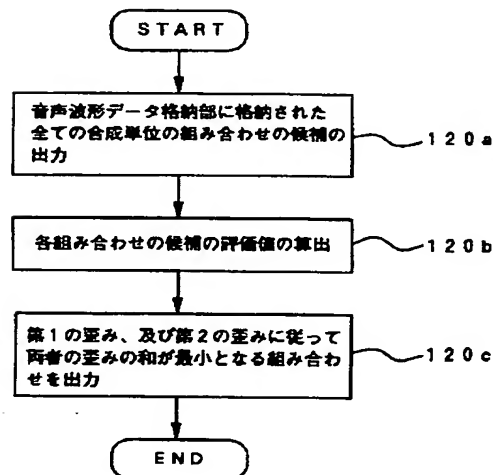 START
音声波形データ格納部に格納された
全ての合成単位の組み合わせの候補の
出力
120a
各組み合わせの候補の評価値の算出
120b
第1の歪み、及び第2の歪みに従って
両者の歪みの和が最小となる組み合わ
せを出力
120c
END